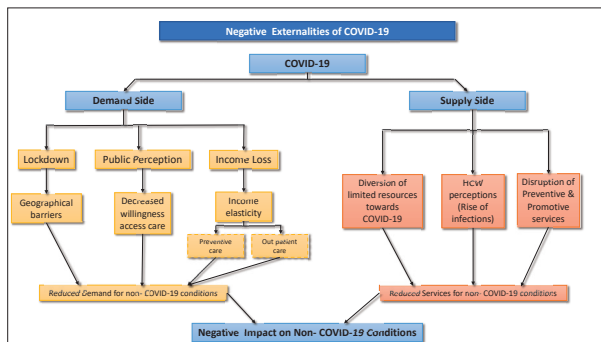 Negative Externalities of COVID-19
COVID-19
Demand Side
Supply Side
Lockdown
Public Perception
Income Loss
Geographical
barriers
Decreased
willingness
access care
Income
elasticity
Preventive
care
Out patient
care
Diversion of
limited resources
towards
COVID-19
HCW
perceptions
(Rise of
infections)
Disruption of
Preventive &
Promotive
services
Reduced Demand for non- COVID-19 conditions
Reduced Services for non- COVID-19 conditions
Negative Impact on Non- COVID-19 Conditions